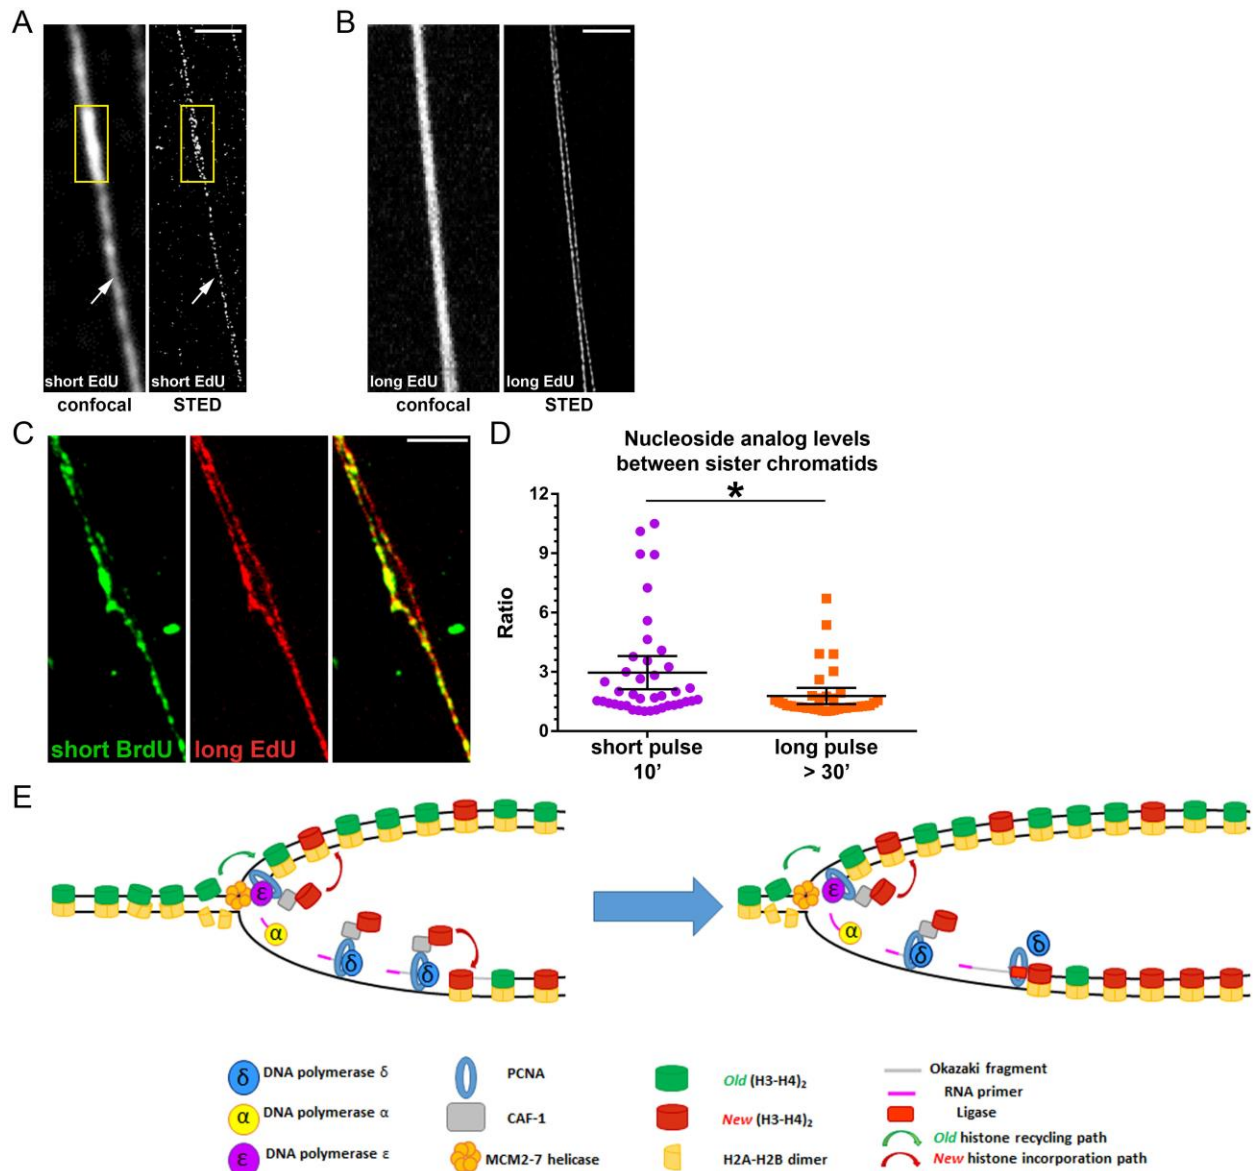 A
B
short EdU
short EdU
long EdU
long EdU
confocal
STED
confocal
STED
C
D
short BrdU
long EdU
Nucleoside analog levels
between sister chromatids
*
12
9
6
3
0
Ratio
short pulse
10’
long pulse
> 30’
E
ε
α
δ
δ
ε
α
δ
δ
δ
DNA polymerase δ
α
DNA polymerase α
ε
DNA polymerase ε
PCNA
CAF-1
MCM2-7 helicase
Old (H3-H4)₂
New (H3-H4)₂
H2A-H2B dimer
Okazaki fragment
RNA primer
Ligase
Old histone recycling path
New histone incorporation path